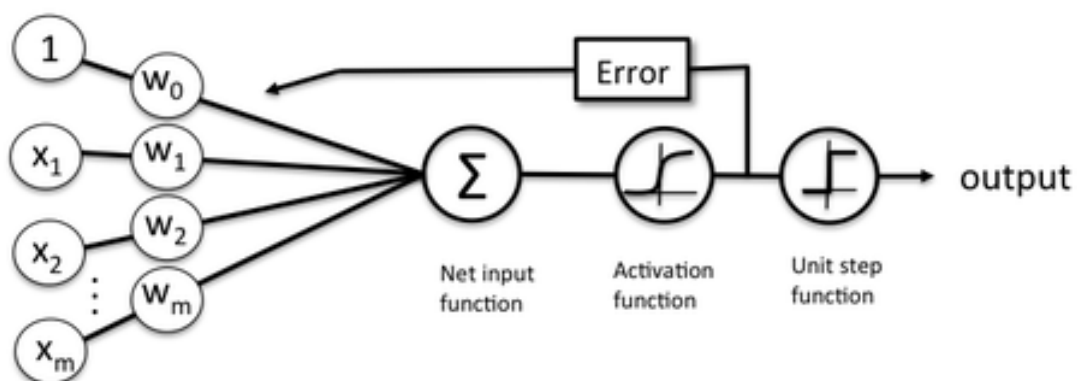 1
w₀
Error
x₁
w₁
Σ
output
x₂
w₂
⋮
wₘ
xₘ
Net input
function
Activation
function
Unit step
function